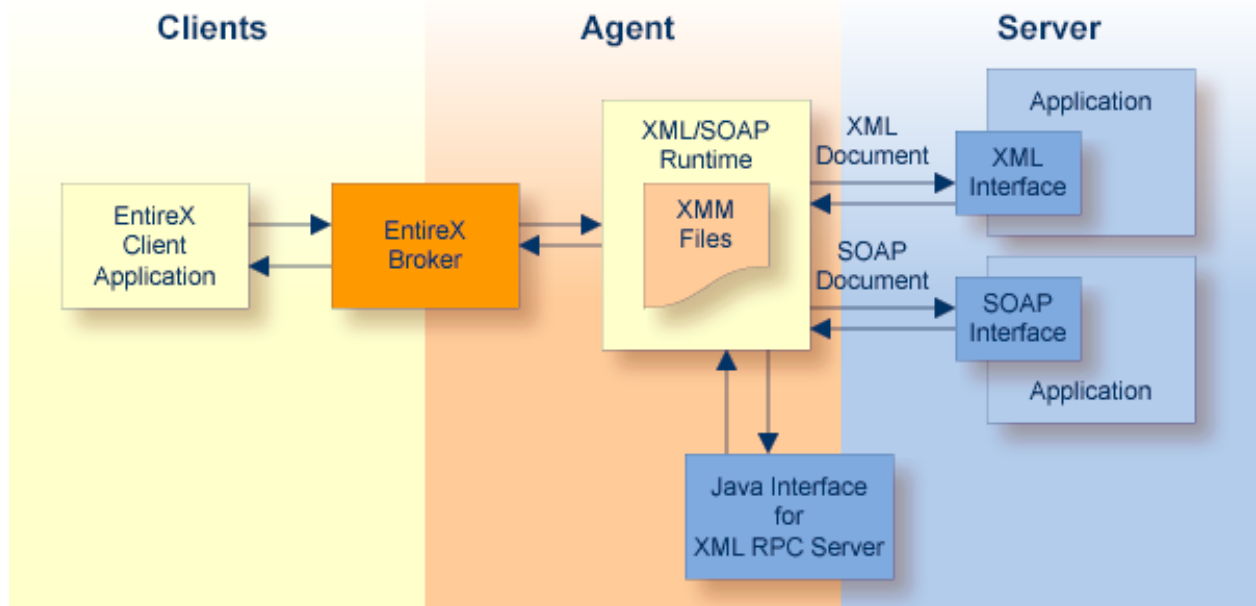 Clients
Agent
Server
EntireX
Client
Application
EntireX
Broker
XML/SOAP
Runtime
XMM
Files
XML
Document
SOAP
Document
Application
XML
Interface
SOAP
Interface
Application
Java Interface
for
XML RPC Server